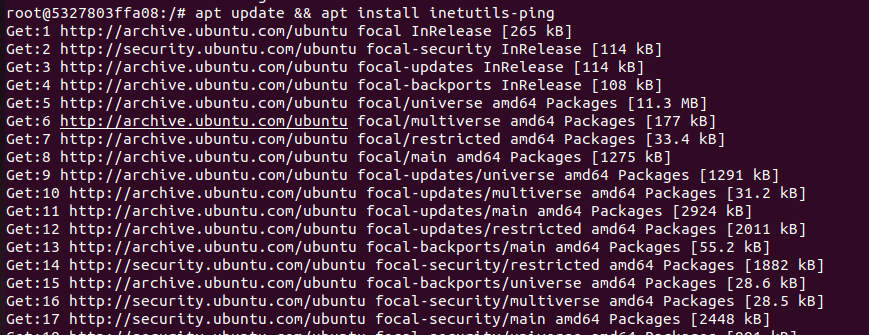 root@5327803ffa08:/# apt update && apt install inetutils-ping
Get:1 http://archive.ubuntu.com/ubuntu focal InRelease [265 kB]
Get:2 http://security.ubuntu.com/ubuntu focal-security InRelease [114 kB]
Get:3 http://archive.ubuntu.com/ubuntu focal-updates InRelease [114 kB]
Get:4 http://archive.ubuntu.com/ubuntu focal-backports InRelease [108 kB]
Get:5 http://archive.ubuntu.com/ubuntu focal/universe amd64 Packages [11.3 MB]
Get:6 http://archive.ubuntu.com/ubuntu focal/multiverse amd64 Packages [177 kB]
Get:7 http://archive.ubuntu.com/ubuntu focal/restricted amd64 Packages [33.4 kB]
Get:8 http://archive.ubuntu.com/ubuntu focal/main amd64 Packages [1275 kB]
Get:9 http://archive.ubuntu.com/ubuntu focal-updates/universe amd64 Packages [1291 kB]
Get:10 http://archive.ubuntu.com/ubuntu focal-updates/multiverse amd64 Packages [31.2 kB]
Get:11 http://archive.ubuntu.com/ubuntu focal-updates/main amd64 Packages [2924 kB]
Get:12 http://archive.ubuntu.com/ubuntu focal-updates/restricted amd64 Packages [2011 kB]
Get:13 http://archive.ubuntu.com/ubuntu focal-backports/main amd64 Packages [55.2 kB]
Get:14 http://security.ubuntu.com/ubuntu focal-security/restricted amd64 Packages [1882 kB]
Get:15 http://archive.ubuntu.com/ubuntu focal-backports/universe amd64 Packages [28.6 kB]
Get:16 http://security.ubuntu.com/ubuntu focal-security/multiverse amd64 Packages [28.5 kB]
Get:17 http://security.ubuntu.com/ubuntu focal-security/main amd64 Packages [2448 kB]